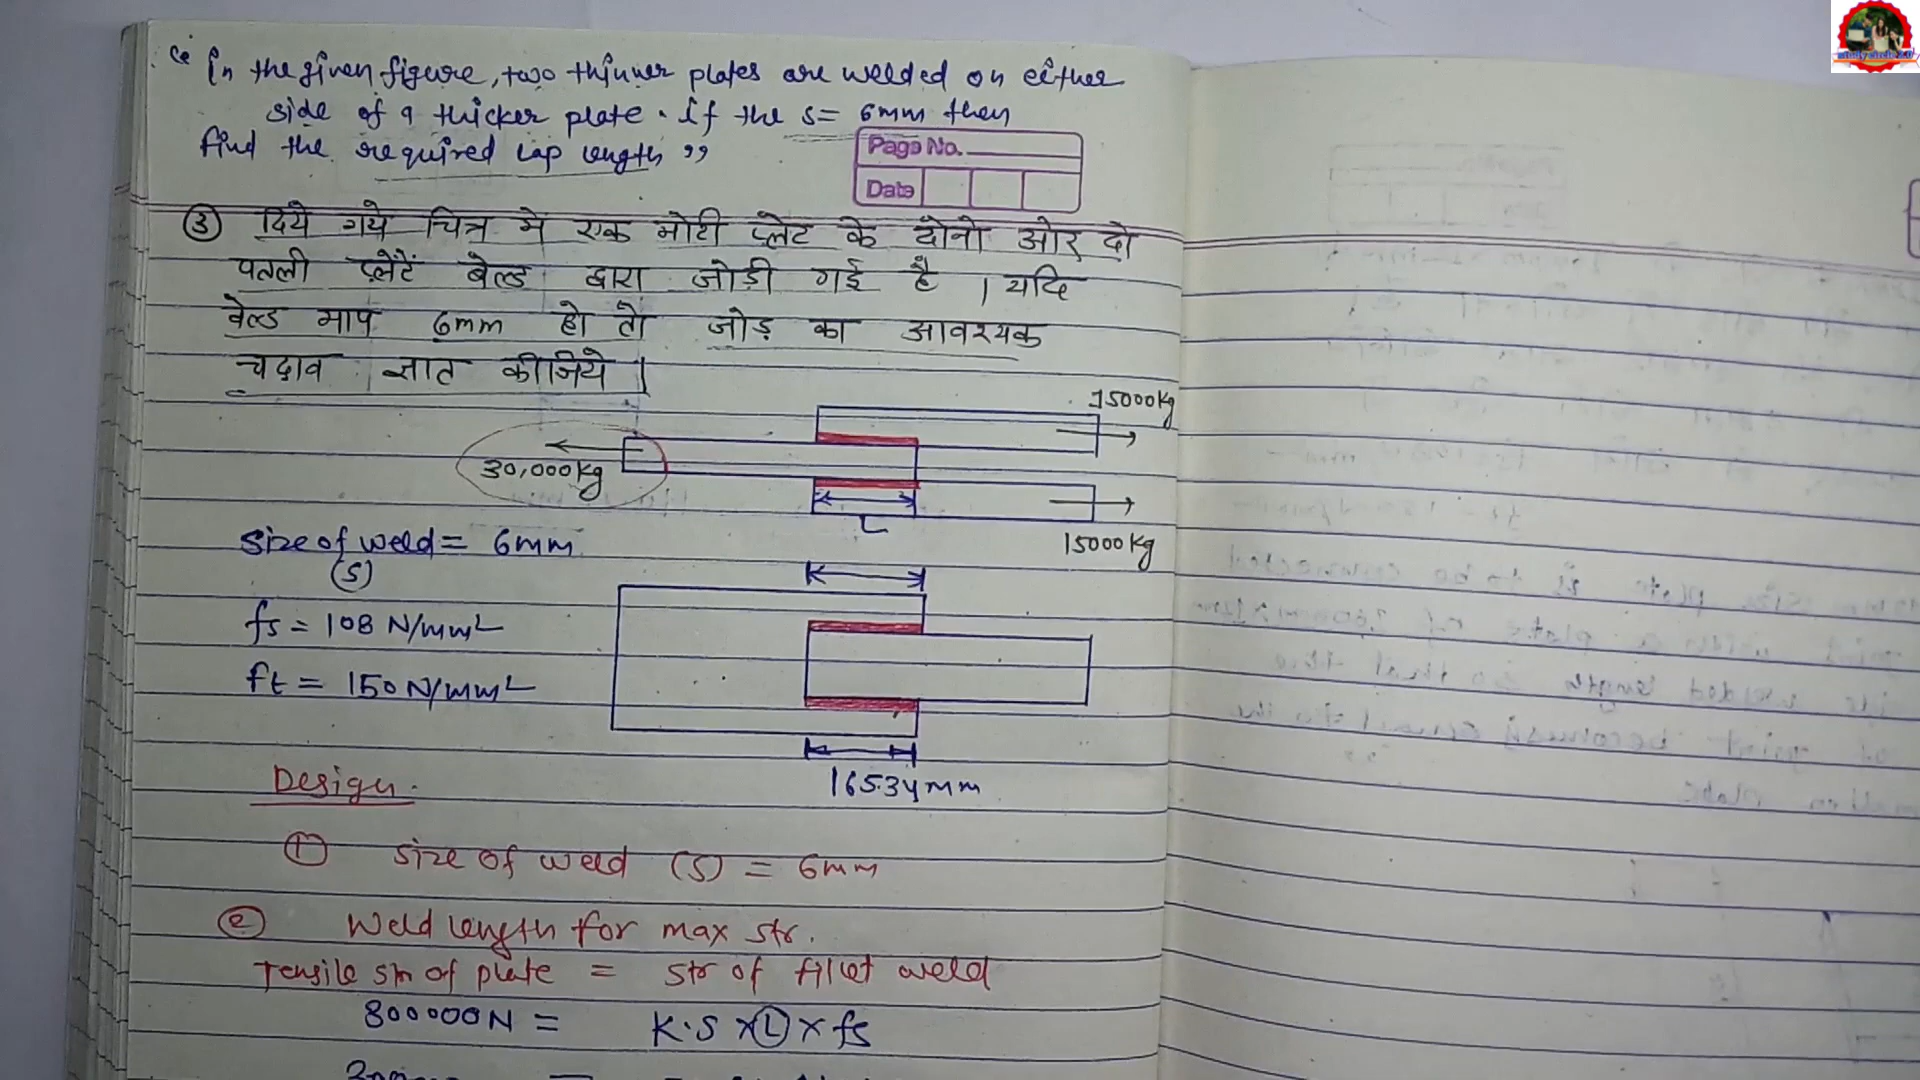 “ in the given figure, two thinner plates are welded on either
side of a thicker plate. if the s= 6mm then
find the required lap length ”
Page No.
Date
③ दिये गये चित्र मे एक मोटी प्लेट के दोनो ओर दो
पतली प्लेटें बेल्ड द्वारा जोड़ी गई है । यदि
वेल्ड माप 6mm हो तो जोड़ का आवश्यक
चढ़ाव ज्ञात कीजिये |
15000kg
30,000kg
L
15000kg
size of weld = 6mm
(s)
fs = 108 N/mm²
ft = 150 N/mm²
165.34mm
Design.
① size of weld (S) = 6mm
② Weld length for max str.
Tensile str of plate = str of fillet weld
300000N = K.S × L × fs